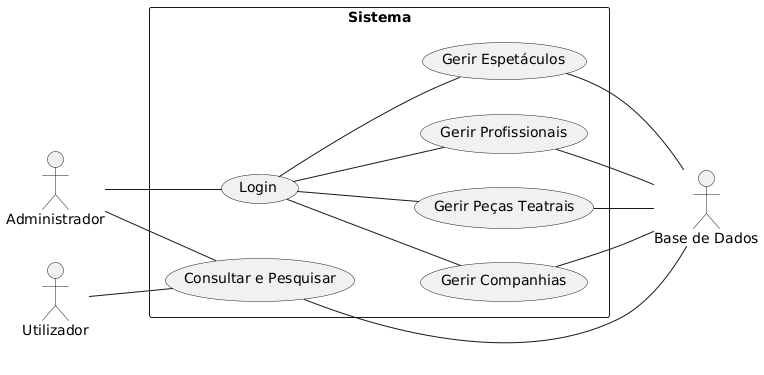 Sistema
Gerir Espetáculos
Gerir Profissionais
Login
Gerir Peças Teatrais
Administrador
Base de Dados
Consultar e Pesquisar
Gerir Companhias
Utilizador